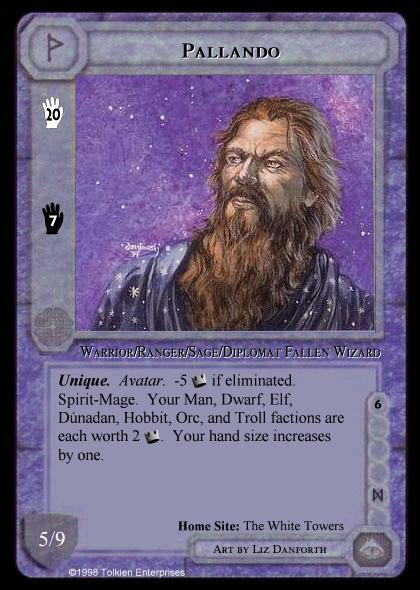 ᚹ
PALLANDO
20
7
danforth
97
WARRIOR/RANGER/SAGE/DIPLOMAT FALLEN WIZARD
Unique. Avatar. -5 if eliminated.
Spirit-Mage. Your Man, Dwarf, Elf,
Dúnadan, Hobbit, Orc, and Troll factions are
each worth 2 . Your hand size increases
by one.
6
ᛞ
Home Site: The White Towers
5/9
ART BY LIZ DANFORTH
©1998 Tolkien Enterprises